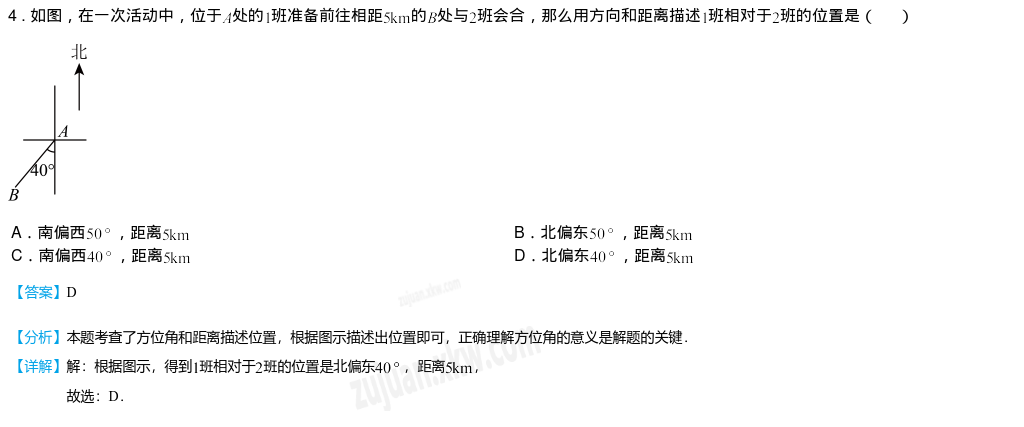 4．如图，在一次活动中，位于A处的1班准备前往相距5km的B处与2班会合，那么用方向和距离描述1班相对于2班的位置是（　　）
北
A
40°
B
A．南偏西50°，距离5km
B．北偏东50°，距离5km
C．南偏西40°，距离5km
D．北偏东40°，距离5km
【答案】D
zujuan.xkw.com
【分析】本题考查了方位角和距离描述位置，根据图示描述出位置即可，正确理解方位角的意义是解题的关键．
【详解】解：根据图示，得到1班相对于2班的位置是北偏东40°，距离5km，
zujuan.xkw.com
故选：D．